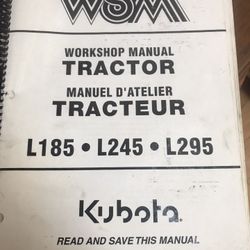 WSM
WORKSHOP MANUAL
TRACTOR
MANUEL D'ATELIER
TRACTEUR
L185 • L245 • L295
Kubota
READ AND SAVE THIS MANUAL